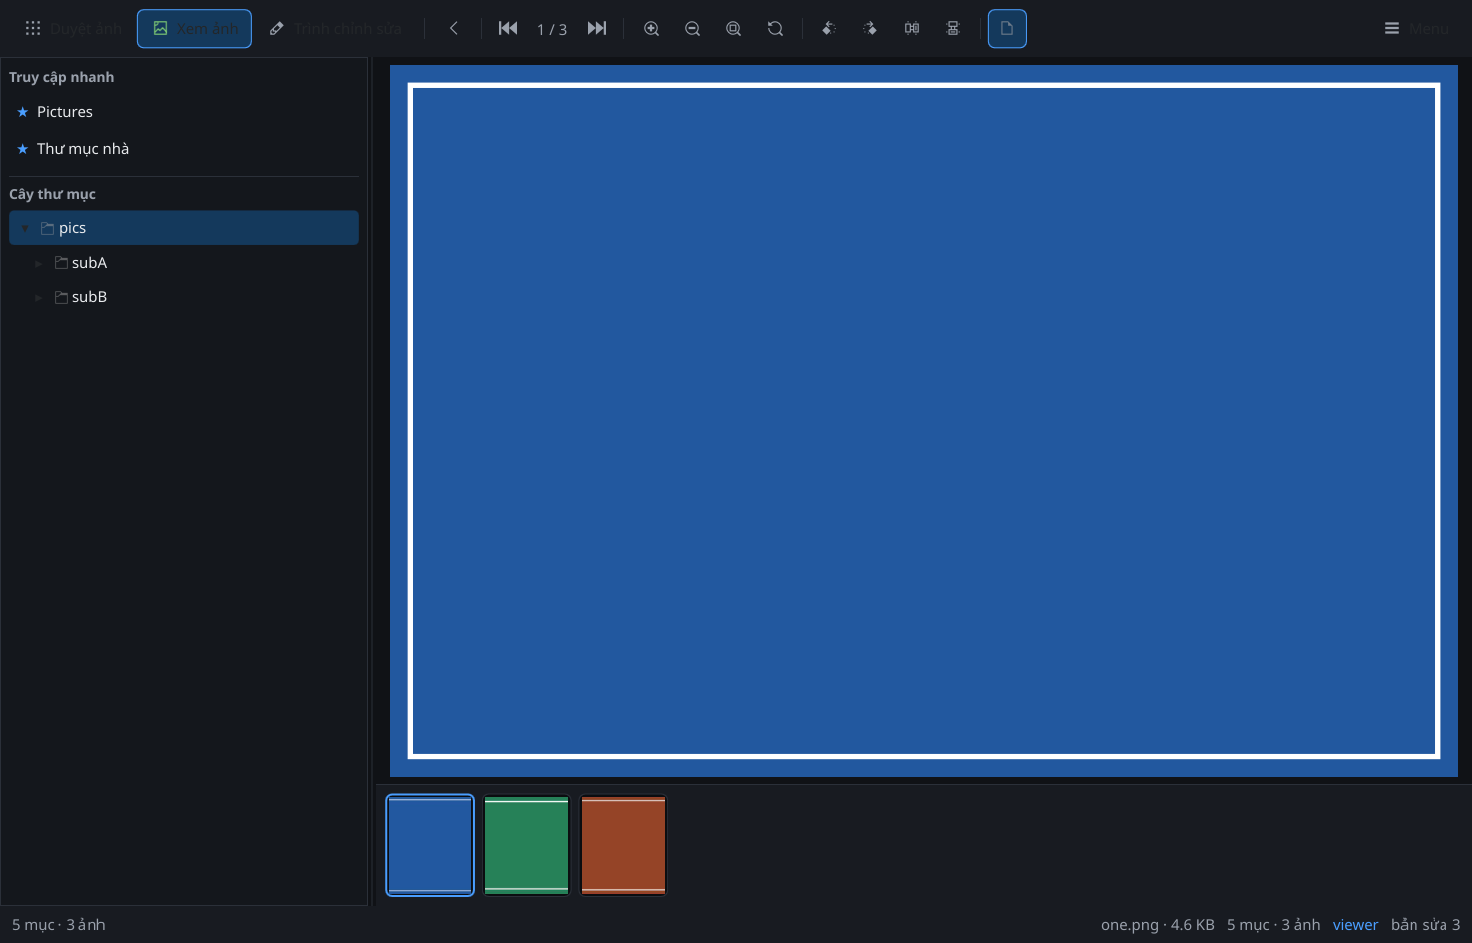 Duyệt ảnh Xem ảnh Trình chỉnh sửa 1 / 3 Menu
Truy cập nhanh
Pictures
Thư mục nhà
Cây thư mục
pics
subA
subB
5 mục · 3 ảnh one.png · 4.6 KB 5 mục · 3 ảnh viewer bản sửa 3